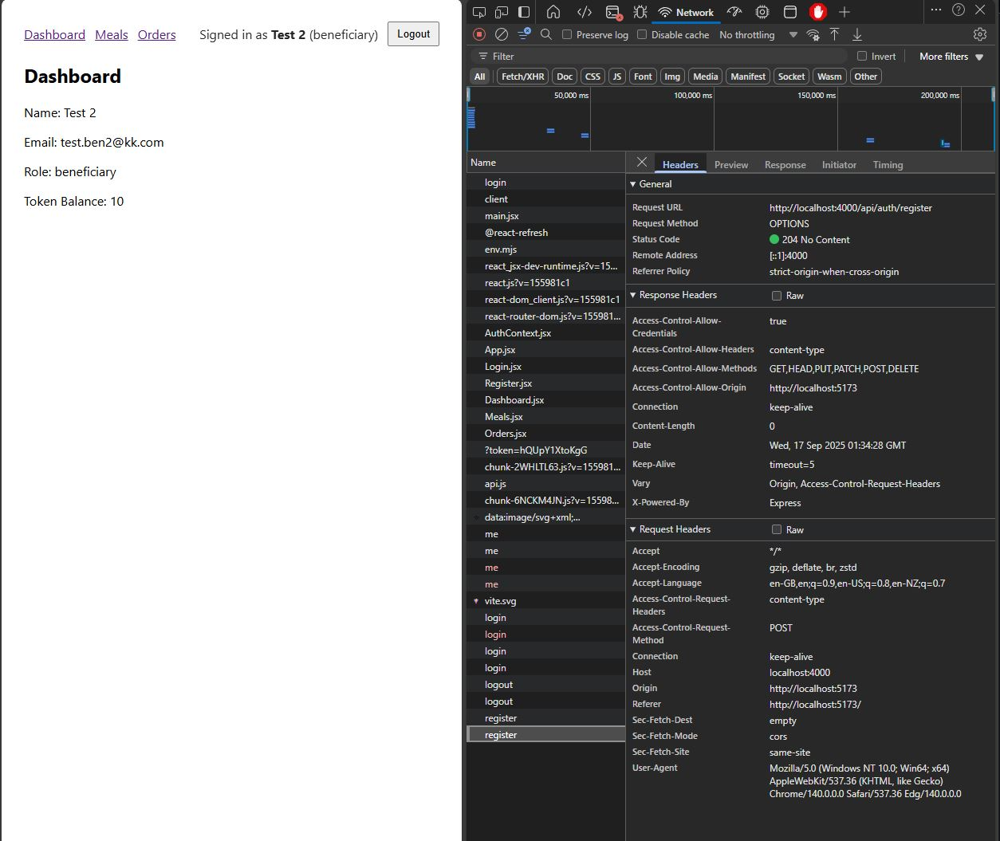 Dashboard Meals Orders Signed in as Test 2 (beneficiary) Logout
Dashboard
Name: Test 2
Email: test.ben2@kk.com
Role: beneficiary
Token Balance: 10
Network
Preserve log Disable cache No throttling
Filter Invert More filters
All Fetch/XHR Doc CSS JS Font Img Media Manifest Socket Wasm Other
50,000 ms 100,000 ms 150,000 ms 200,000 ms
Name
login
client
main.jsx
@react-refresh
env.mjs
react_jsx-dev-runtime.js?v=15...
react.js?v=155981c1
react-dom_client.js?v=155981c1
react-router-dom.js?v=155981...
AuthContext.jsx
App.jsx
Login.jsx
Register.jsx
Dashboard.jsx
Meals.jsx
Orders.jsx
?token=hQUpY1XtoKgG
chunk-2WHLTL63.js?v=155981...
api.js
chunk-6NCKM4JN.js?v=15598...
data:image/svg+xml;...
me
me
me
me
vite.svg
login
login
login
login
logout
logout
register
register
Headers Preview Response Initiator Timing
General
Request URL http://localhost:4000/api/auth/register
Request Method OPTIONS
Status Code 204 No Content
Remote Address [::1]:4000
Referrer Policy strict-origin-when-cross-origin
Response Headers Raw
Access-Control-Allow- true
Credentials
Access-Control-Allow-Headers content-type
Access-Control-Allow-Methods GET,HEAD,PUT,PATCH,POST,DELETE
Access-Control-Allow-Origin http://localhost:5173
Connection keep-alive
Content-Length 0
Date Wed, 17 Sep 2025 01:34:28 GMT
Keep-Alive timeout=5
Vary Origin, Access-Control-Request-Headers
X-Powered-By Express
Request Headers Raw
Accept */*
Accept-Encoding gzip, deflate, br, zstd
Accept-Language en-GB,en;q=0.9,en-US;q=0.8,en-NZ;q=0.7
Access-Control-Request- content-type
Headers
Access-Control-Request- POST
Method
Connection keep-alive
Host localhost:4000
Origin http://localhost:5173
Referer http://localhost:5173/
Sec-Fetch-Dest empty
Sec-Fetch-Mode cors
Sec-Fetch-Site same-site
User-Agent Mozilla/5.0 (Windows NT 10.0; Win64; x64)
AppleWebKit/537.36 (KHTML, like Gecko)
Chrome/140.0.0.0 Safari/537.36 Edg/140.0.0.0